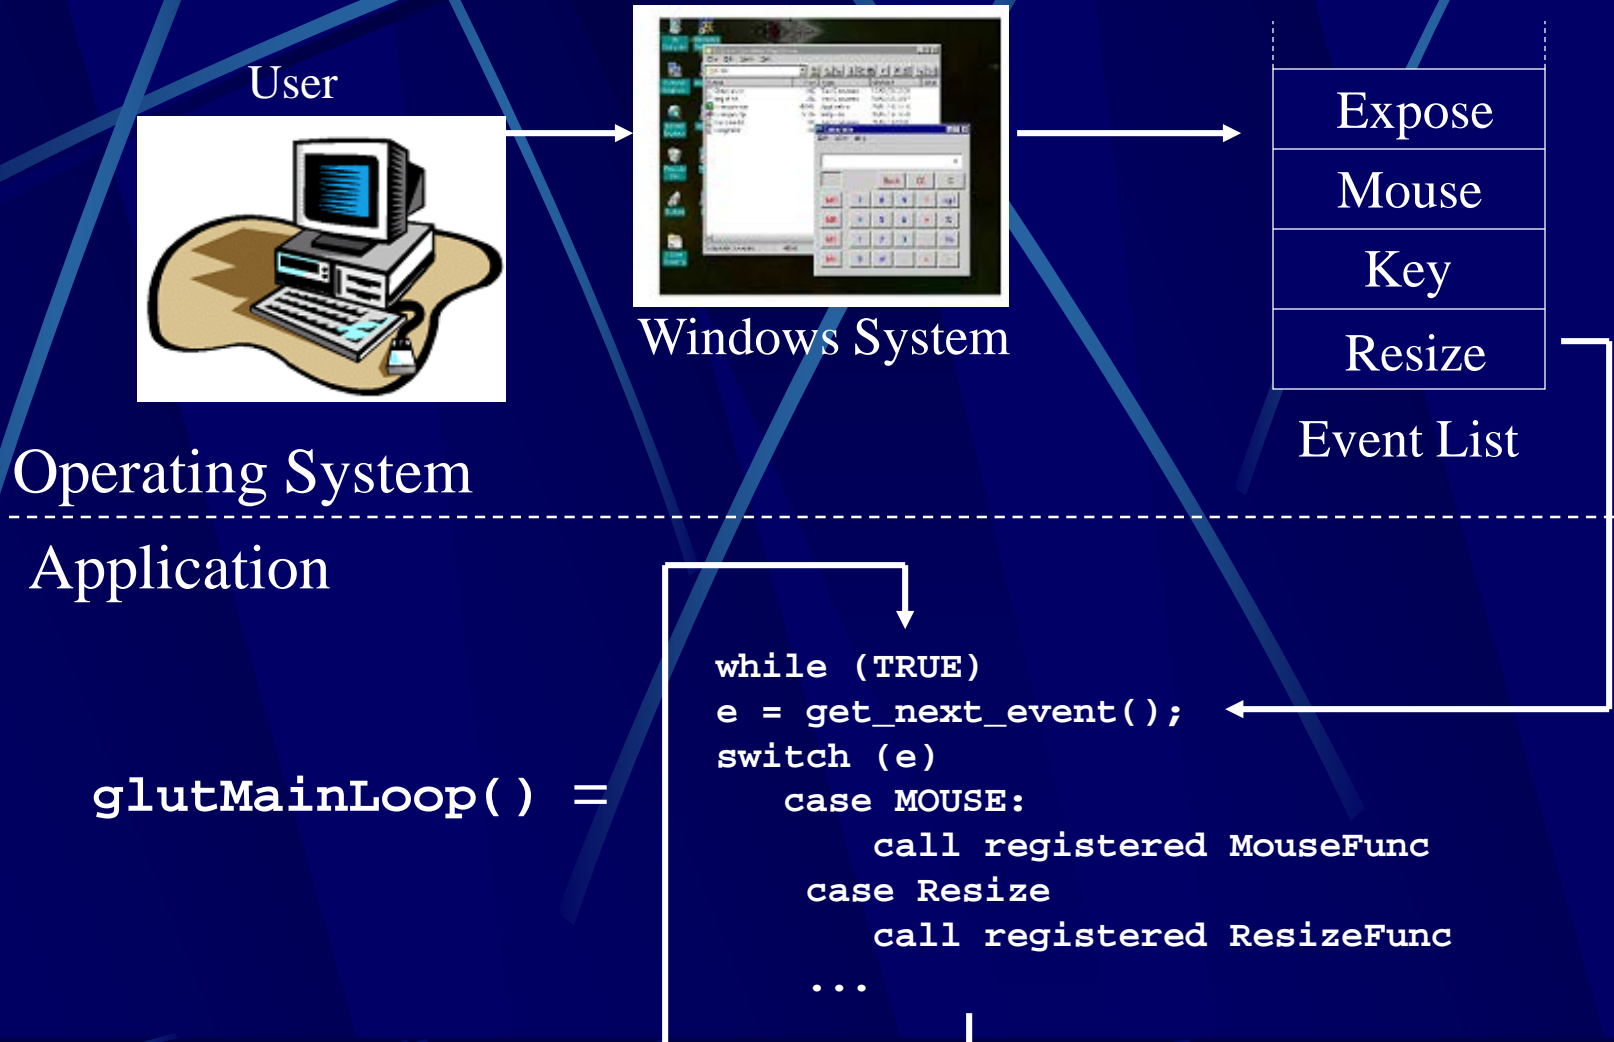 User
Expose
Mouse
Key
Resize
Windows System
Event List
Operating System
Application
while (TRUE)
e = get_next_event();
switch (e)
case MOUSE:
glutMainLoop() =
call registered MouseFunc
case Resize
call registered ResizeFunc
...